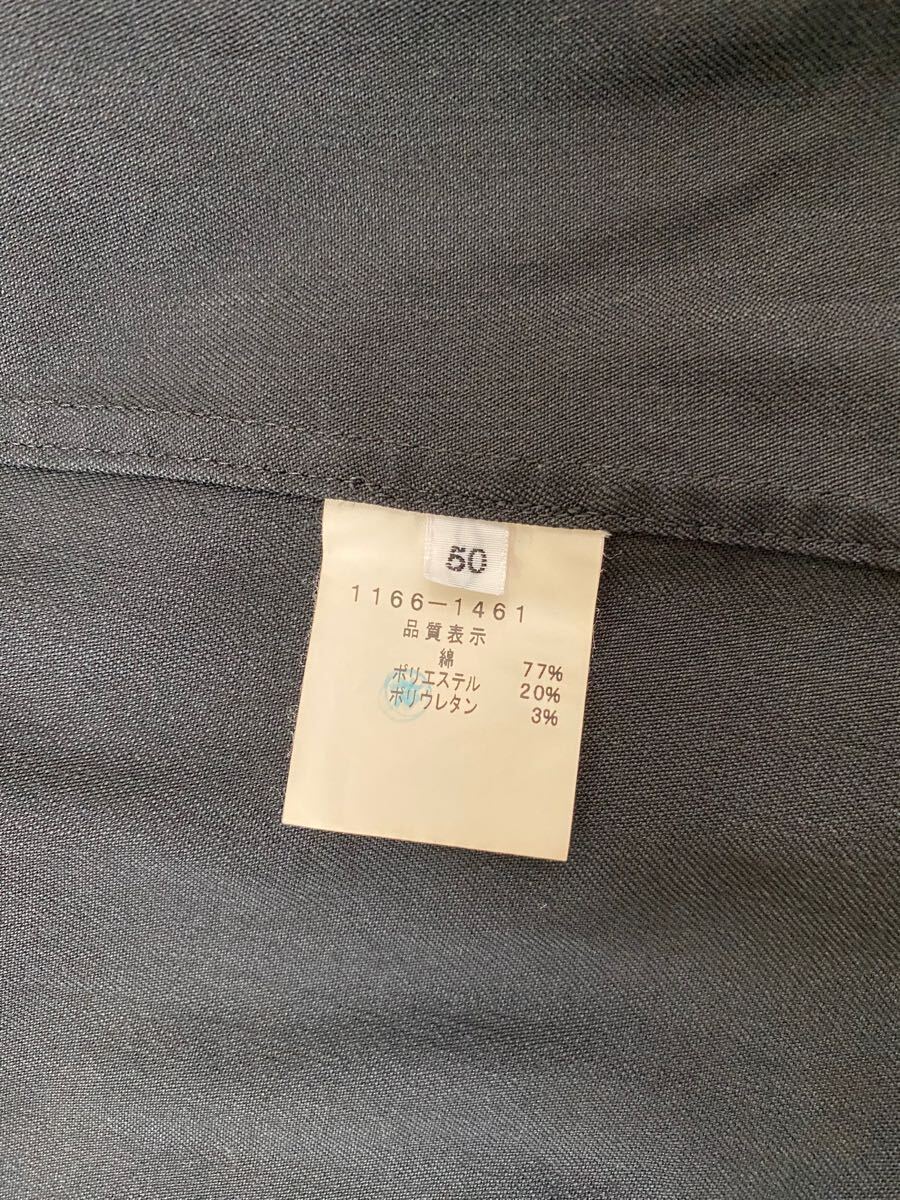 50
1166-1461
品質表示
綿 77%
ポリエステル 20%
ポリウレタン 3%